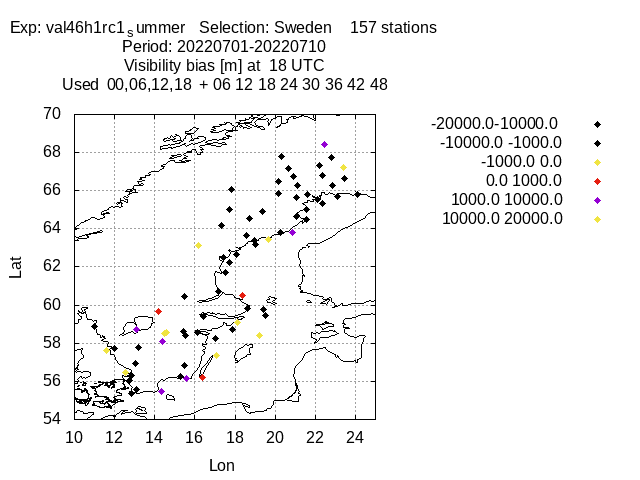 Exp: val46h1rc1summer   Selection: Sweden    157 stations
Period: 20220701-20220710
Visibility bias [m] at  18 UTC
Used  00,06,12,18  + 06 12 18 24 30 36 42 48
-20000.0-10000.0
-10000.0 -1000.0
-1000.0 0.0
0.0 1000.0
1000.0 10000.0
10000.0 20000.0
70
68
66
64
62
60
58
56
54
Lat
10 12 14 16 18 20 22 24
Lon